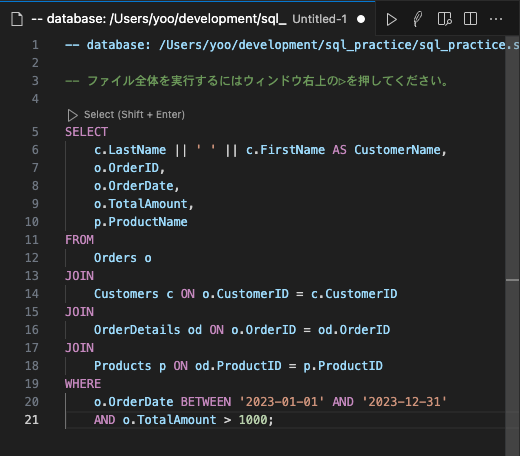 -- database: /Users/yoo/development/sql_ Untitled-1
1 -- database: /Users/yoo/development/sql_practice/sql_practice.s
2
3 -- ファイル全体を実行するにはウィンドウ右上の▷を押してください。
4
▷ Select (Shift + Enter)
5 SELECT
6 c.LastName || ' ' || c.FirstName AS CustomerName,
7 o.OrderID,
8 o.OrderDate,
9 o.TotalAmount,
10 p.ProductName
11 FROM
12 Orders o
13 JOIN
14 Customers c ON o.CustomerID = c.CustomerID
15 JOIN
16 OrderDetails od ON o.OrderID = od.OrderID
17 JOIN
18 Products p ON od.ProductID = p.ProductID
19 WHERE
20 o.OrderDate BETWEEN '2023-01-01' AND '2023-12-31'
21 AND o.TotalAmount > 1000;